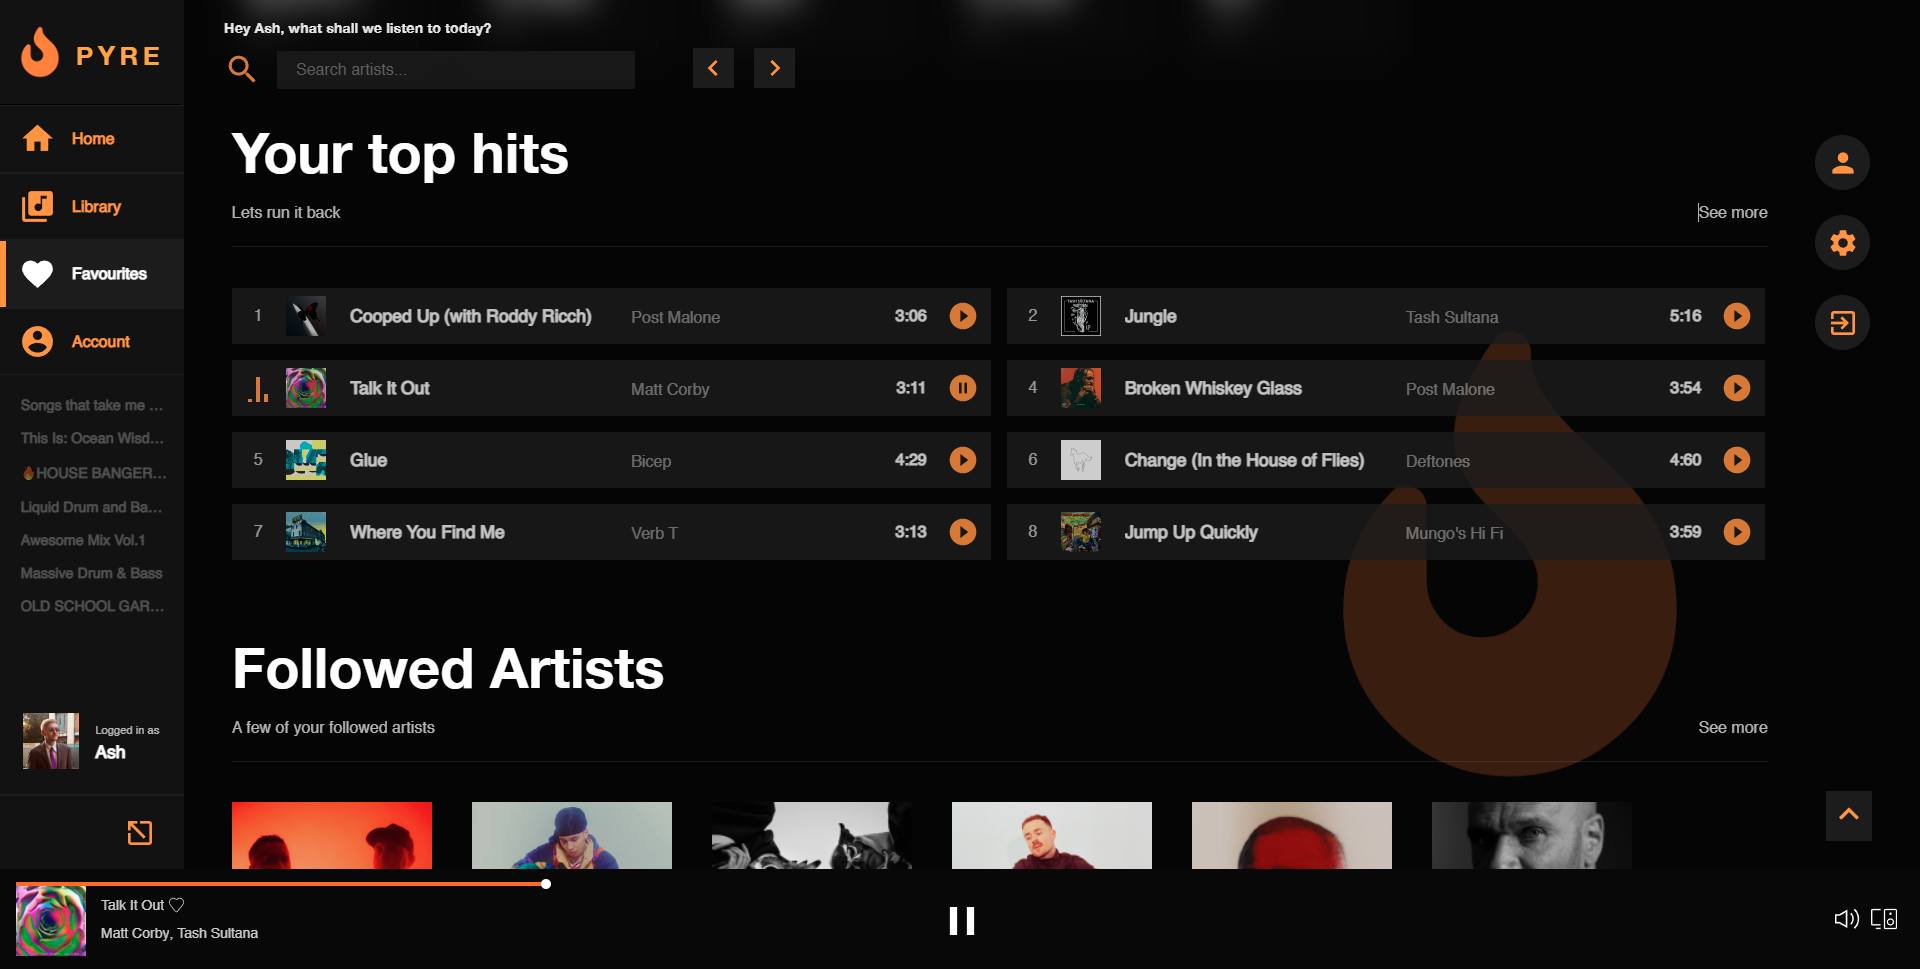 PYRE
Hey Ash, what shall we listen to today?
Search artists...
Home
Library
Favourites
Account
Songs that take me ...
This Is: Ocean Wisd...
🔥HOUSE BANGER...
Liquid Drum and Ba...
Awesome Mix Vol.1
Massive Drum & Bass
OLD SCHOOL GAR...
Logged in as
Ash
Your top hits
Lets run it back
See more
1 Cooped Up (with Roddy Ricch) Post Malone 3:06
2 Jungle Tash Sultana 5:16
Talk It Out Matt Corby 3:11
4 Broken Whiskey Glass Post Malone 3:54
5 Glue Bicep 4:29
6 Change (In the House of Flies) Deftones 4:60
7 Where You Find Me Verb T 3:13
8 Jump Up Quickly Mungo's Hi Fi 3:59
Followed Artists
A few of your followed artists
See more
Talk It Out
Matt Corby, Tash Sultana